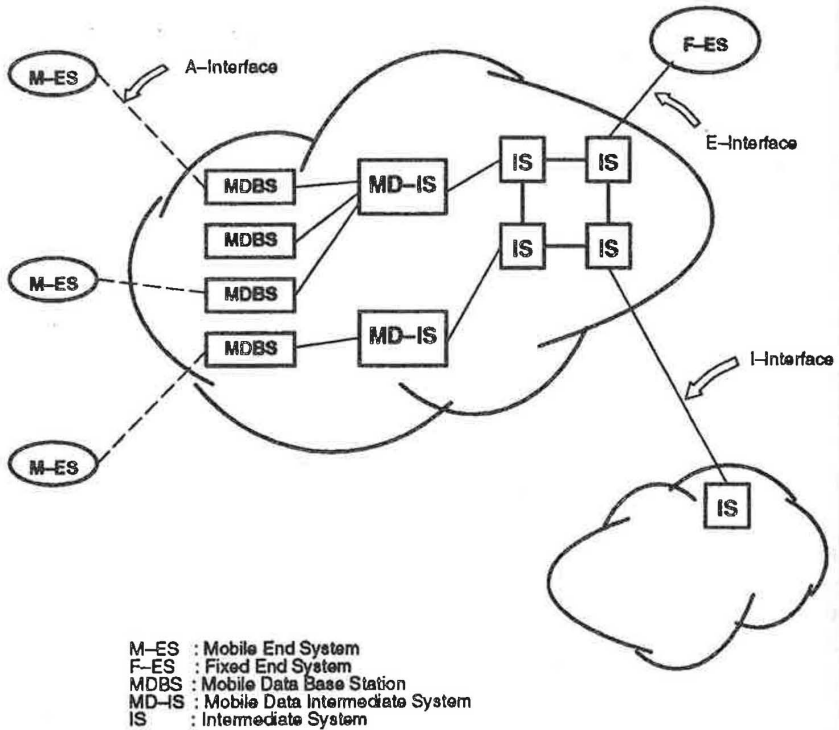 F–ES
M–ES
A–Interface
E–Interface
IS
IS
MDBS
MD–IS
MDBS
IS
IS
M–ES
MDBS
MDBS
MD–IS
I–Interface
M–ES
IS
M–ES : Mobile End System
F–ES : Fixed End System
MDBS : Mobile Data Base Station
MD–IS : Mobile Data Intermediate System
IS : Intermediate System